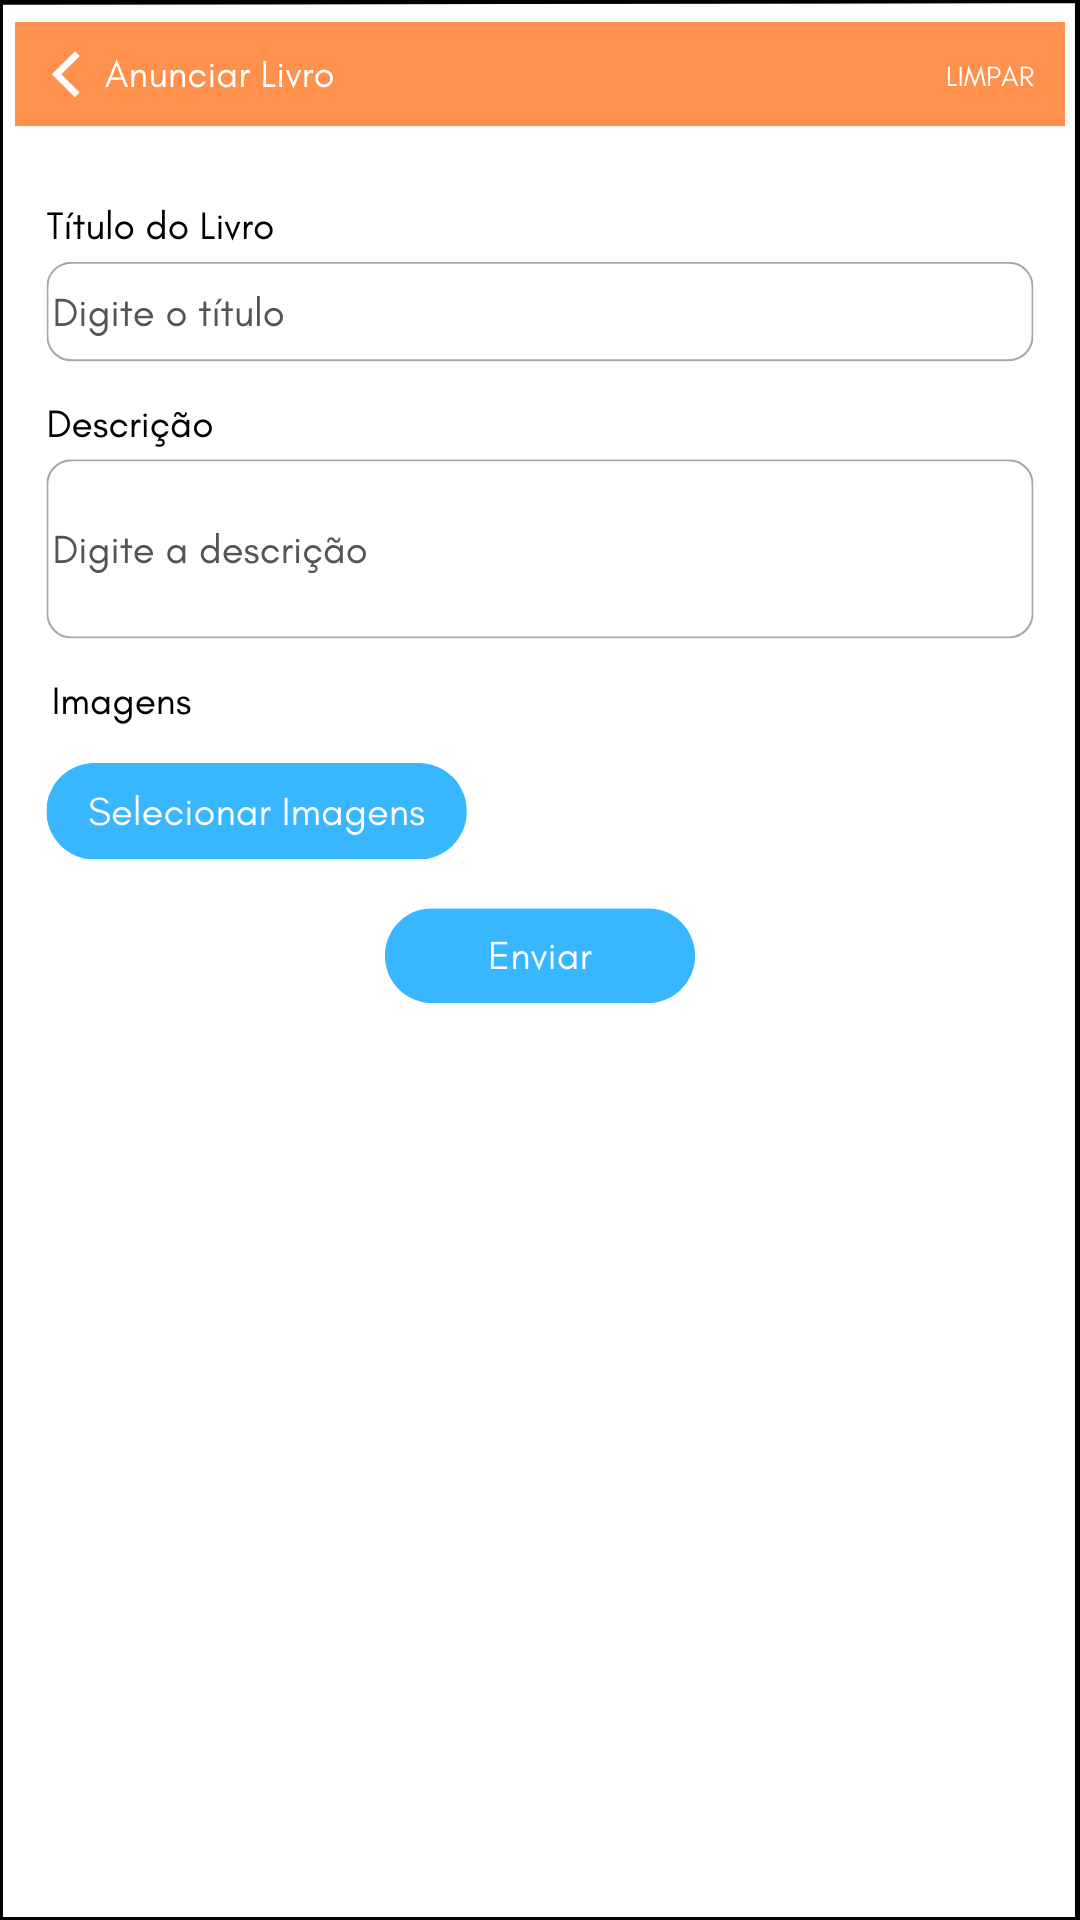 Anunciar Livro
LIMPAR
Título do Livro
Digite o título
Descrição
Digite a descrição
Imagens
Selecionar Imagens
Enviar